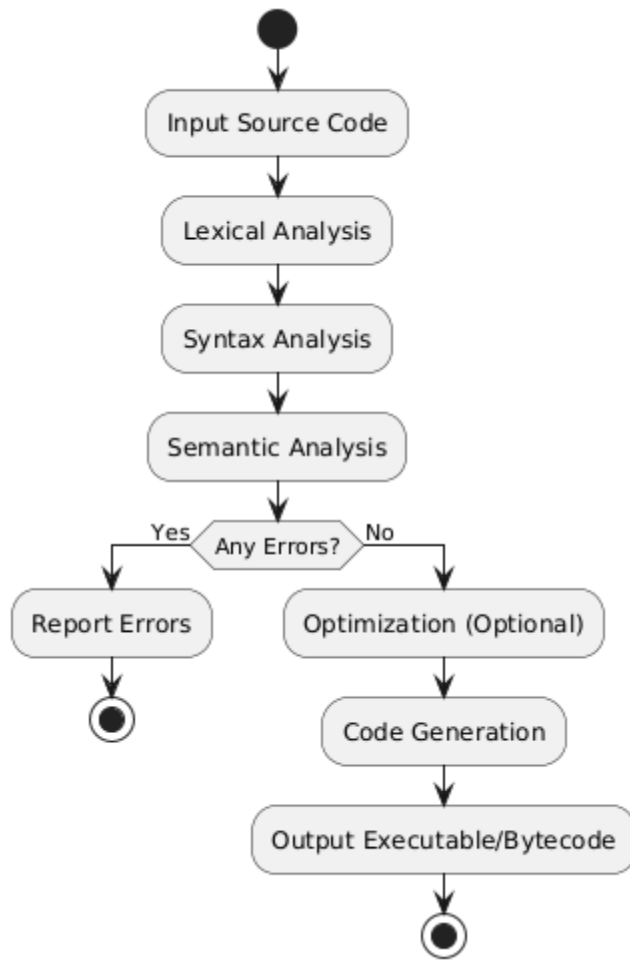 Input Source Code
Lexical Analysis
Syntax Analysis
Semantic Analysis
Yes
Any Errors?
No
Report Errors
Optimization (Optional)
Code Generation
Output Executable/Bytecode